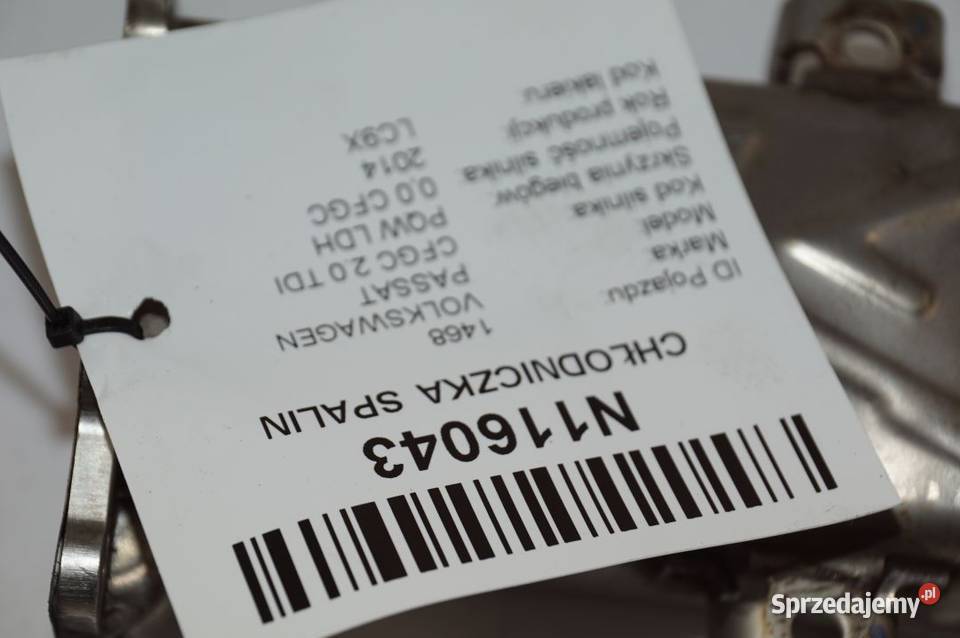 N116043
CHŁODNICZKA SPALIN
ID Pojazdu: 1468
Marka: VOLKSWAGEN
Model: PASSAT
Kod silnika: CFGC 2.0 TDI
Skrzynia biegów: PQW LDH
Pojemność silnika: 0.0 CFGC
Rok produkcji: 2014
Kod lakieru: LC9X
Sprzedajemy.pl